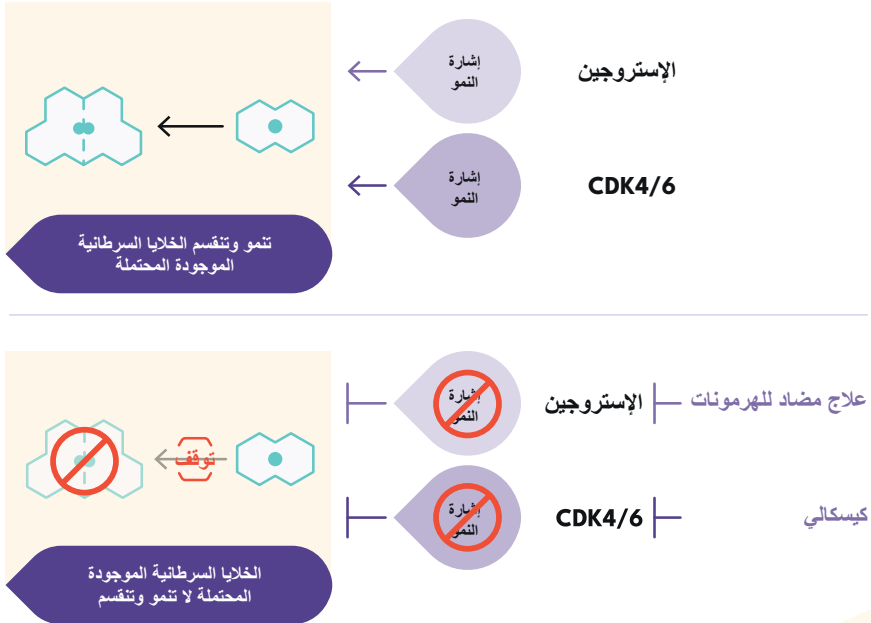 الإستروجين
إشارة
النمو
CDK4/6
إشارة
النمو
تنمو وتنقسم الخلايا السرطانية
الموجودة المحتملة
علاج مضاد للهرمونات
الإستروجين
إشارة
النمو
توقف
كيسكالي
CDK4/6
إشارة
النمو
الخلايا السرطانية الموجودة
المحتملة لا تنمو وتنقسم